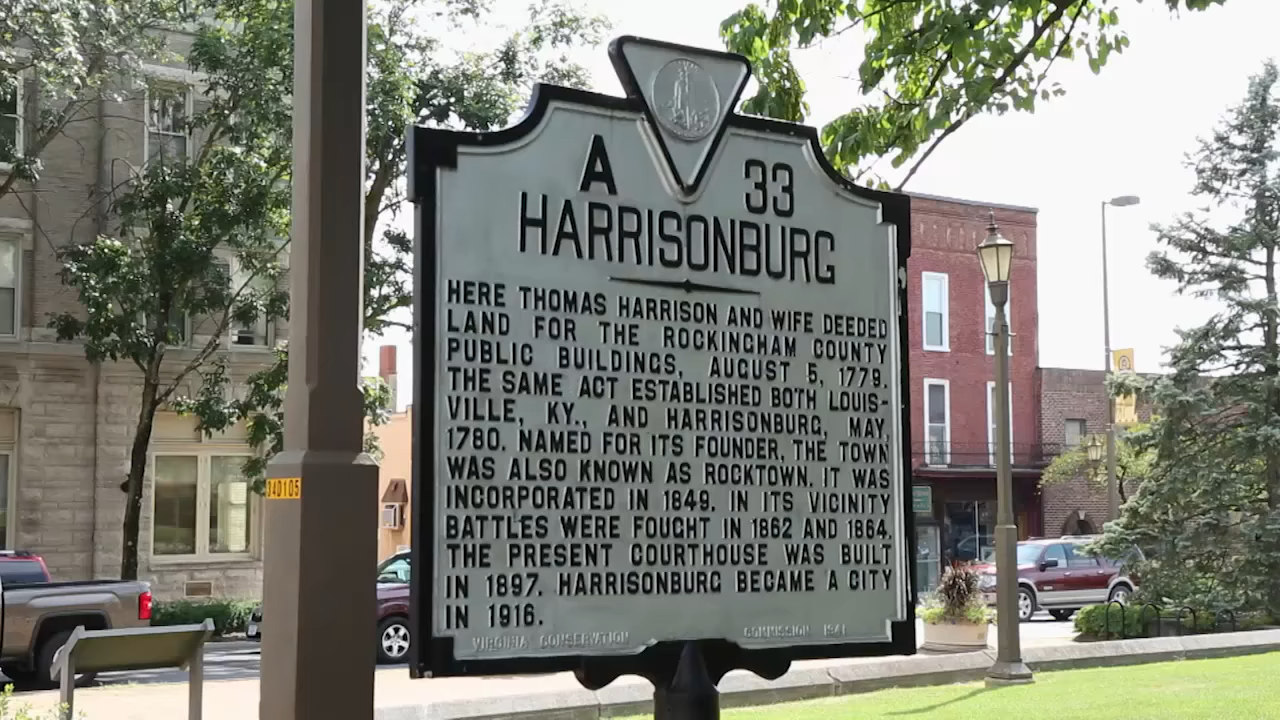 A 33
HARRISONBURG
HERE THOMAS HARRISON AND WIFE DEEDED
LAND FOR THE ROCKINGHAM COUNTY
PUBLIC BUILDINGS, AUGUST 5, 1779.
THE SAME ACT ESTABLISHED BOTH LOUIS-
VILLE, KY., AND HARRISONBURG, MAY,
1780. NAMED FOR ITS FOUNDER, THE TOWN
WAS ALSO KNOWN AS ROCKTOWN. IT WAS
INCORPORATED IN 1849. IN ITS VICINITY
BATTLES WERE FOUGHT IN 1862 AND 1864.
THE PRESENT COURTHOUSE WAS BUILT
IN 1897. HARRISONBURG BECAME A CITY
IN 1916.
VIRGINIA CONSERVATION COMMISSION 1941
34D105